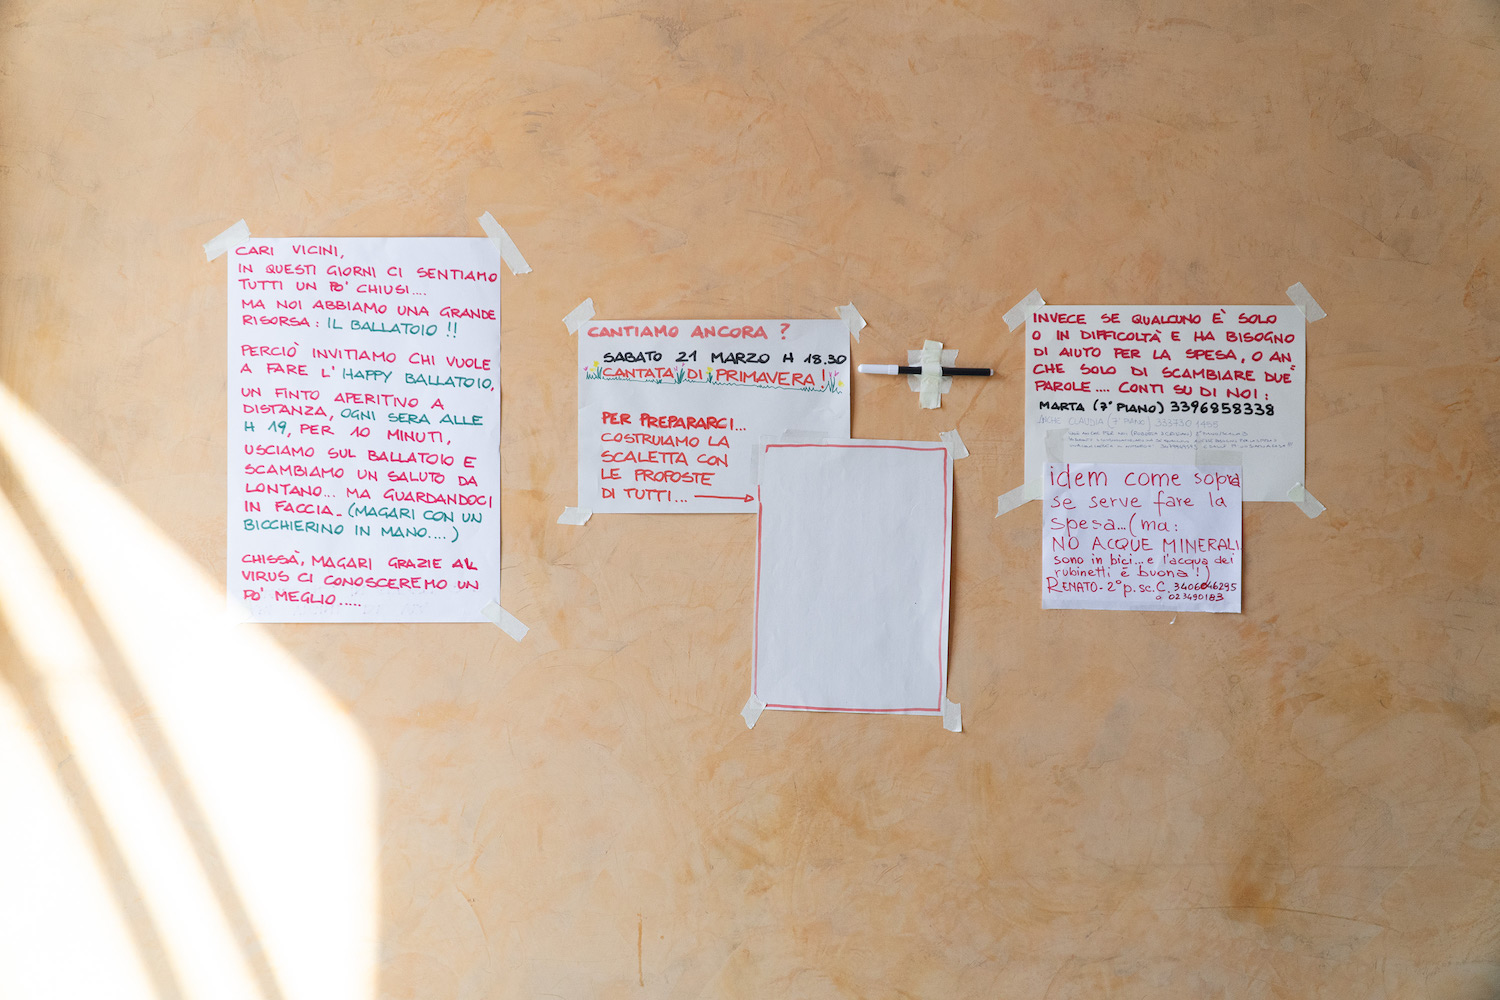 CARI VICINI,
IN QUESTI GIORNI CI SENTIAMO
TUTTI UN PO' CHIUSI....
MA NOI ABBIAMO UNA GRANDE
RISORSA: IL BALLATOIO !!
PERCIÒ INVITIAMO CHI VUOLE
A FARE L'HAPPY BALLATOIO,
UN FINTO APERITIVO A
DISTANZA, OGNI SERA ALLE
H 19, PER 10 MINUTI,
USCIAMO SUL BALLATOIO E
SCAMBIAMO UN SALUTO DA
LONTANO... MA GUARDANDOCI
IN FACCIA. (MAGARI CON UN
BICCHIERINO IN MANO....)
CHISSÀ, MAGARI GRAZIE AL
VIRUS CI CONOSCEREMO UN
PO' MEGLIO.....
CANTIAMO ANCORA ?
SABATO 21 MARZO H 18.30
CANTATA DI PRIMAVERA!
PER PREPARARCI...
COSTRUIAMO LA
SCALETTA CON
LE PROPOSTE
DI TUTTI...
INVECE SE QUALCUNO È SOLO
O IN DIFFICOLTÀ E HA BISOGNO
DI AIUTO PER LA SPESA, O AN
CHE SOLO DI SCAMBIARE DUE
PAROLE.... CONTI SU DI NOI:
MARTA (7° PIANO) 3396858338
ANCHE CLAUDIA (7 PIANO)
idem come sopra
se serve fare la
spesa...(ma:
NO ACQUE MINERALI
sono in bici...e l'acqua dei
rubinetti è buona!)
RENATO-2°p.sc.C. 3406046295
o 023490183